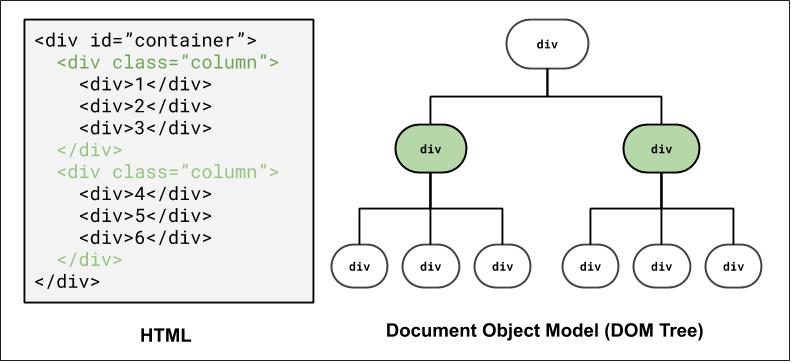 <div id=”container”>
<div class=”column”>
<div>1</div>
<div>2</div>
<div>3</div>
</div>
<div class=”column”>
<div>4</div>
<div>5</div>
<div>6</div>
</div>
</div>
HTML
div
div div
div div div div div div
Document Object Model (DOM Tree)